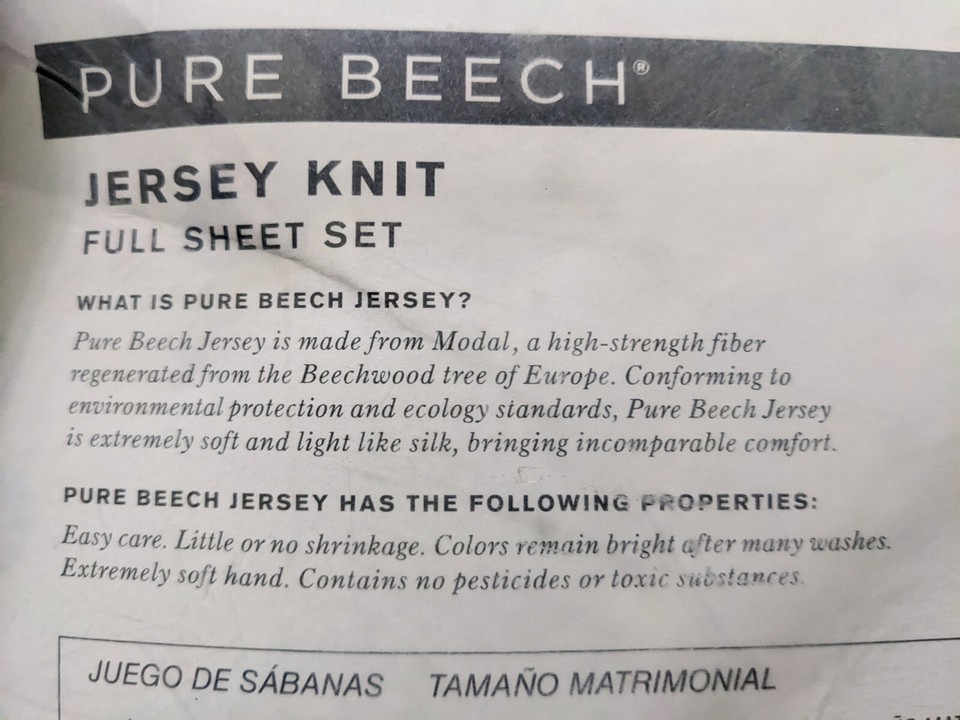 PURE BEECH®
JERSEY KNIT
FULL SHEET SET
WHAT IS PURE BEECH JERSEY?
Pure Beech Jersey is made from Modal, a high-strength fiber
regenerated from the Beechwood tree of Europe. Conforming to
environmental protection and ecology standards, Pure Beech Jersey
is extremely soft and light like silk, bringing incomparable comfort.
PURE BEECH JERSEY HAS THE FOLLOWING PROPERTIES:
Easy care. Little or no shrinkage. Colors remain bright after many washes.
Extremely soft hand. Contains no pesticides or toxic substances.
JUEGO DE SÁBANAS TAMAÑO MATRIMONIAL